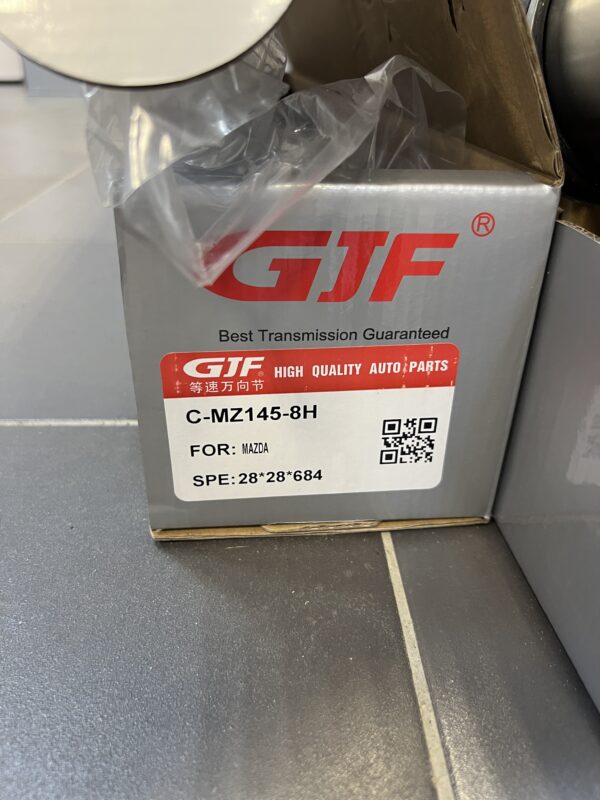 GJF®
Best Transmission Guaranteed
GJF® HIGH QUALITY AUTO PARTS
等速万向节
C-MZ145-8H
FOR: MAZDA
SPE: 28*28*684